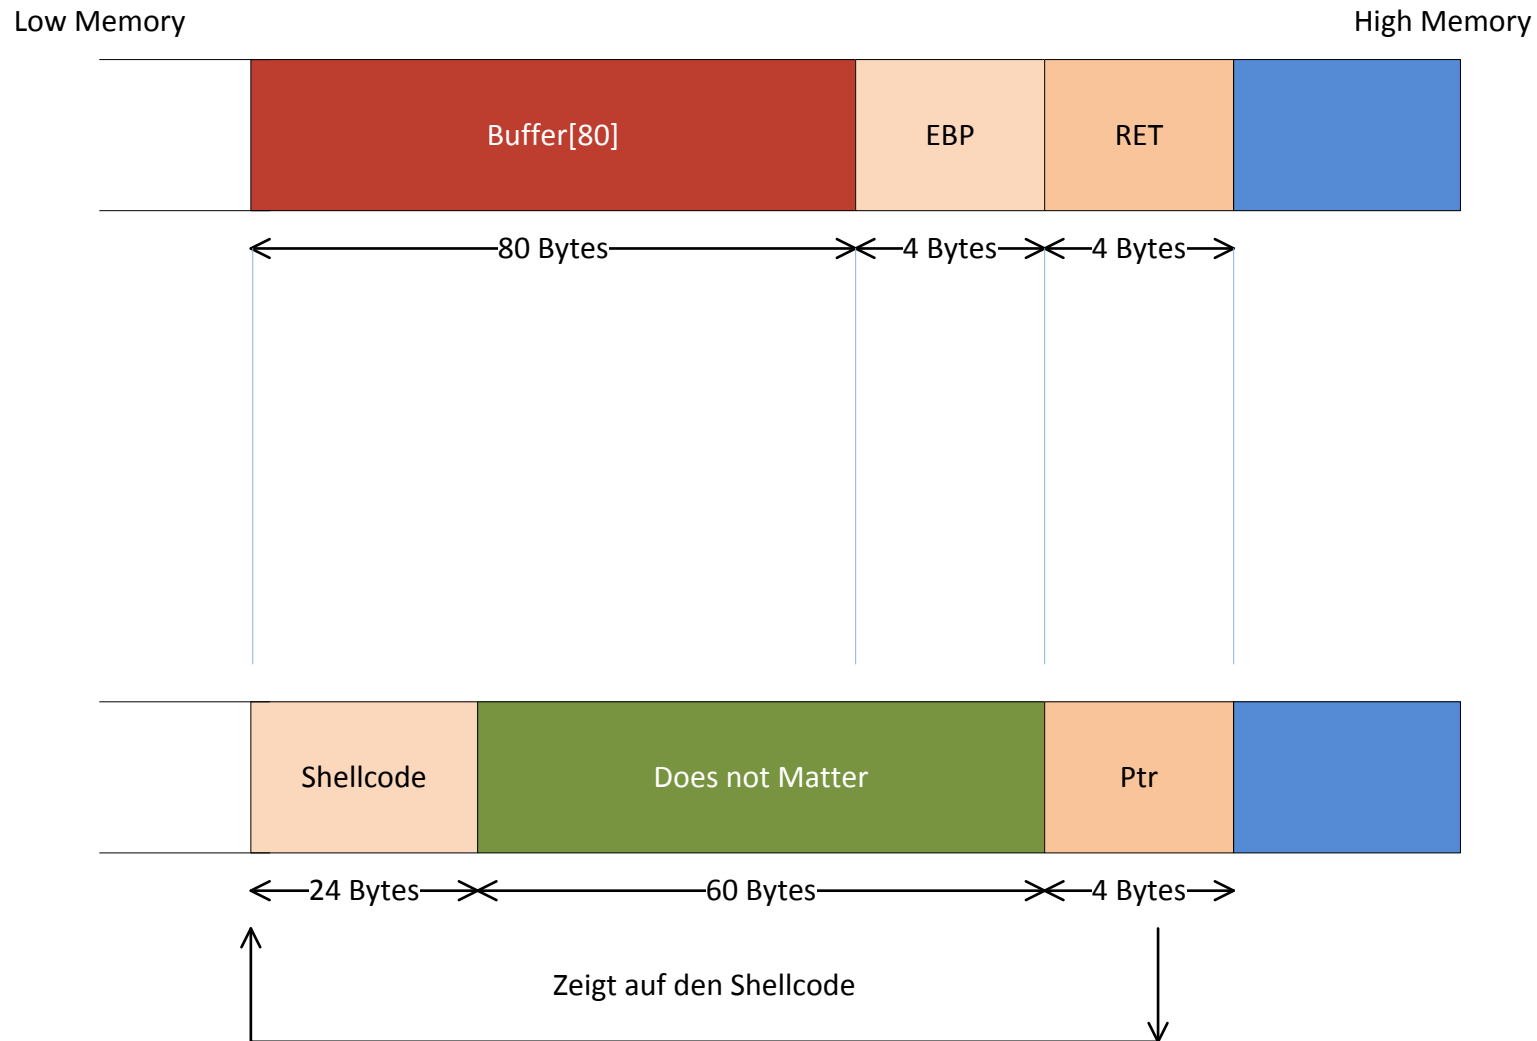 Low Memory
High Memory
Buffer[80]
EBP
RET
80 Bytes
4 Bytes
4 Bytes
Shellcode
Does not Matter
Ptr
24 Bytes
60 Bytes
4 Bytes
Zeigt auf den Shellcode